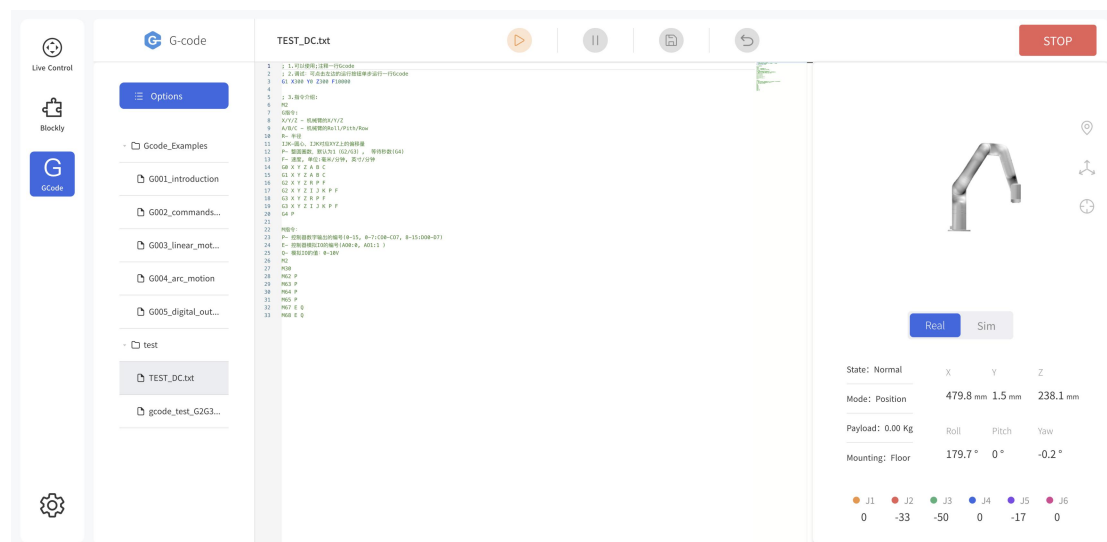 G-code
TEST_DC.txt
STOP
Live Control
Blockly
G
GCode
Options
Gcode_Examples
G001_introduction
G002_commands...
G003_linear_mot...
G004_arc_motion
G005_digital_out...
test
TEST_DC.txt
gcode_test_G2G3...
1 ; 1.可以使用;注释一行Gcode
2 ; 2.调试: 可点击左边的运行按钮单步运行一行Gcode
3 G1 X300 Y0 Z300 F10000
4
5 ; 3.指令介绍:
6 M2
7 G指令:
8 X/Y/Z - 机械臂的X/Y/Z
9 A/B/C - 机械臂的Roll/Pith/Row
10 R- 半径
11 IJK-圆心, IJK对应XYZ上的偏移量
12 P- 整圆圈数, 默认为1 (G2/G3) , 等待秒数(G4)
13 F- 速度, 单位:毫米/分钟, 英寸/分钟
14 G0 X Y Z A B C
15 G1 X Y Z A B C
16 G2 X Y Z R P F
17 G2 X Y Z I J K P F
18 G3 X Y Z R P F
19 G3 X Y Z I J K P F
20 G4 P
21
22 M指令:
23 P- 控制器数字输出的编号(0-15, 0-7:CO0-CO7, 8-15:DO0-DO7)
24 E- 控制器模拟IO的编号(AO0:0, AO1:1 )
25 Q- 模拟IO的值: 0-10V
26 M2
27 M30
28 M62 P
29 M63 P
30 M64 P
31 M65 P
32 M67 E Q
33 M68 E Q
Real Sim
State: Normal
Mode: Position
Payload: 0.00 Kg
Mounting: Floor
X Y Z
479.8 mm 1.5 mm 238.1 mm
Roll Pitch Yaw
179.7 ° 0 ° -0.2 °
J1 J2 J3 J4 J5 J6
0 -33 -50 0 -17 0